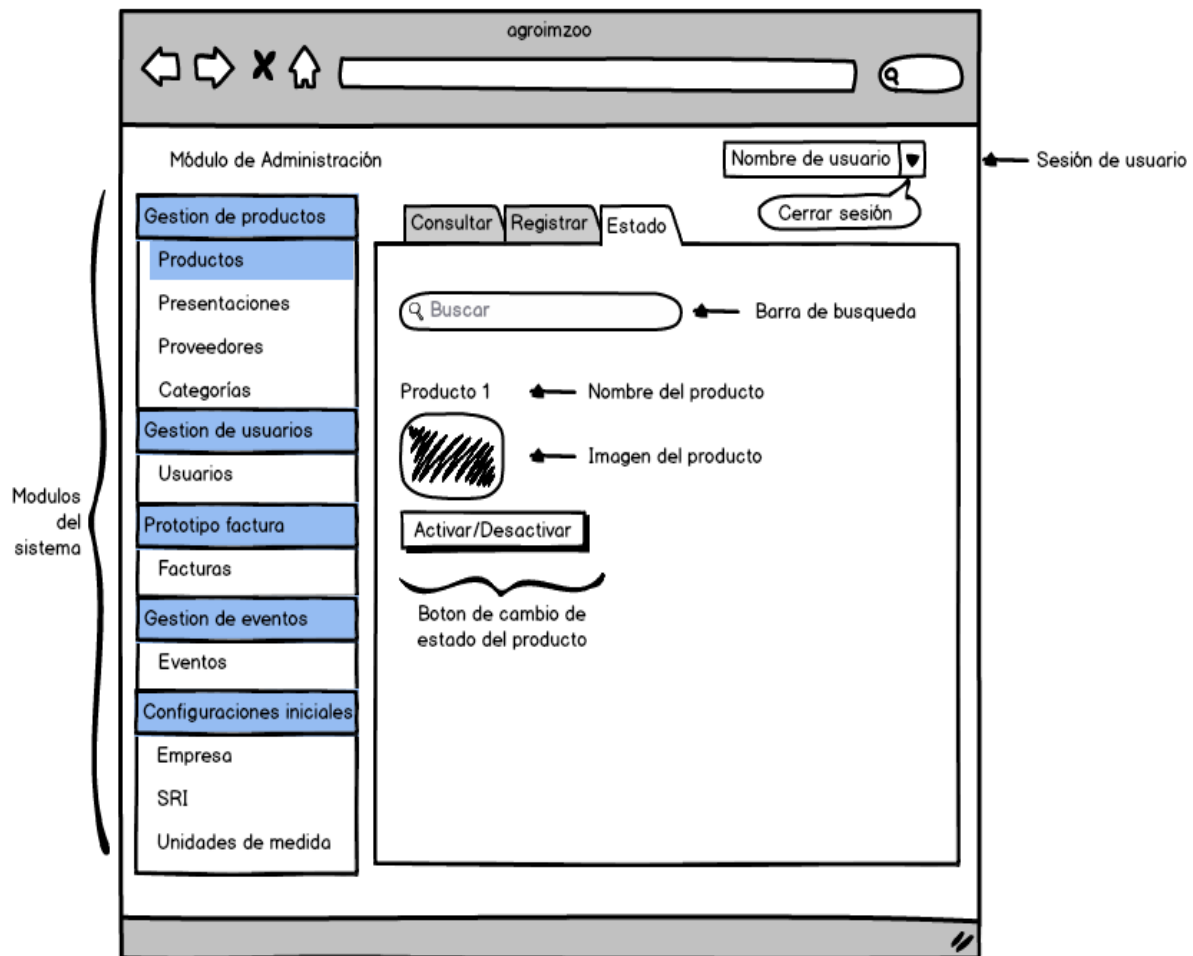 agroimzoo
Módulo de Administración
Nombre de usuario
Sesión de usuario
Cerrar sesión
Modulos
del
sistema
Gestion de productos
Productos
Presentaciones
Proveedores
Categorías
Gestion de usuarios
Usuarios
Prototipo factura
Facturas
Gestion de eventos
Eventos
Configuraciones iniciales
Empresa
SRI
Unidades de medida
Consultar
Registrar
Estado
Buscar
Barra de busqueda
Producto 1
Nombre del producto
Imagen del producto
Activar/Desactivar
Boton de cambio de
estado del producto